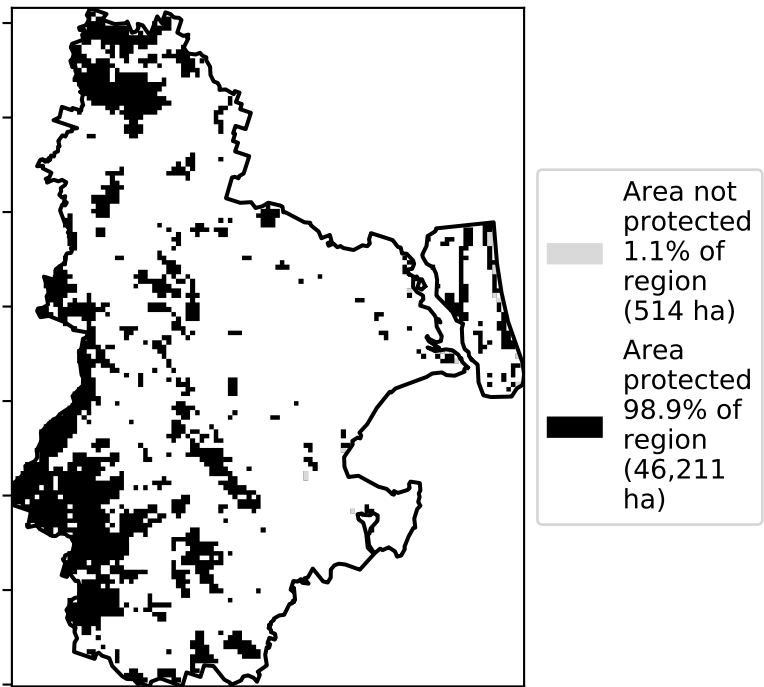 Area not
protected
1.1% of
region
(514 ha)
Area
protected
98.9% of
region
(46,211
ha)